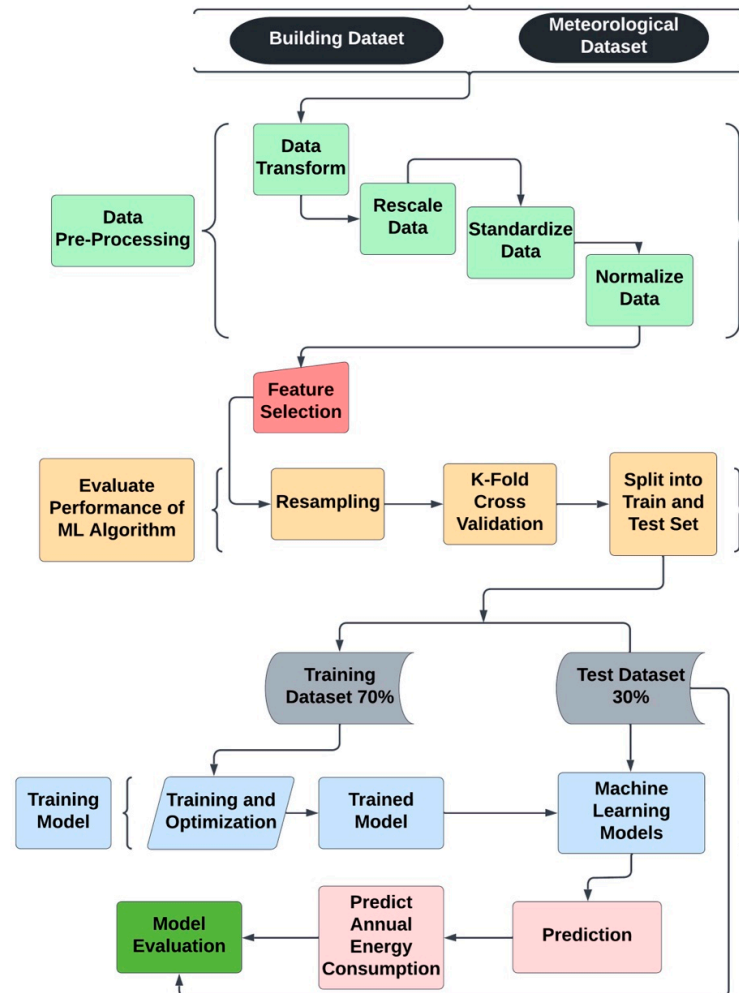 Building Dataet
Meteorological
Dataset
Data
Transform
Rescale
Data
Standardize
Data
Normalize
Data
Data
Pre-Processing
Feature
Selection
Evaluate
Performance of
ML Algorithm
Resampling
K-Fold
Cross
Validation
Split into
Train and
Test Set
Training
Dataset 70%
Test Dataset
30%
Training
Model
Training and
Optimization
Trained
Model
Machine
Learning
Models
Model
Evaluation
Predict
Annual
Energy
Consumption
Prediction